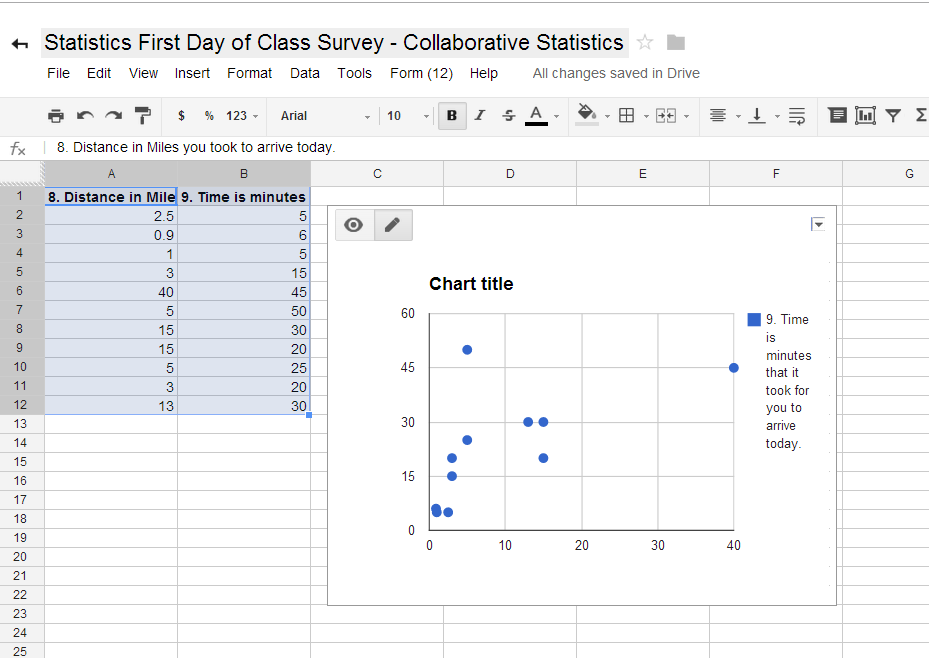 Statistics First Day of Class Survey - Collaborative Statistics
File Edit View Insert Format Data Tools Form (12) Help All changes saved in Drive
$ % 123 Arial 10 B I S A Σ
fx 8. Distance in Miles you took to arrive today.
A B C D E F G
1 8. Distance in Mile 9. Time is minutes
2 2.5 5
3 0.9 6
4 1 5
5 3 15
6 40 45
7 5 50
8 15 30
9 15 20
10 5 25
11 3 20
12 13 30
13
14
15
16
17
18
19
20
21
22
23
24
25
Chart title
60
45
30
15
0
0 10 20 30 40
9. Time
is
minutes
that it
took for
you to
arrive
today.